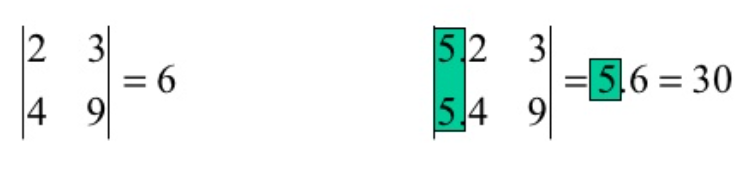 |2 3| |5.2 3|
= 6 = 5.6 = 30
|4 9| |5.4 9|